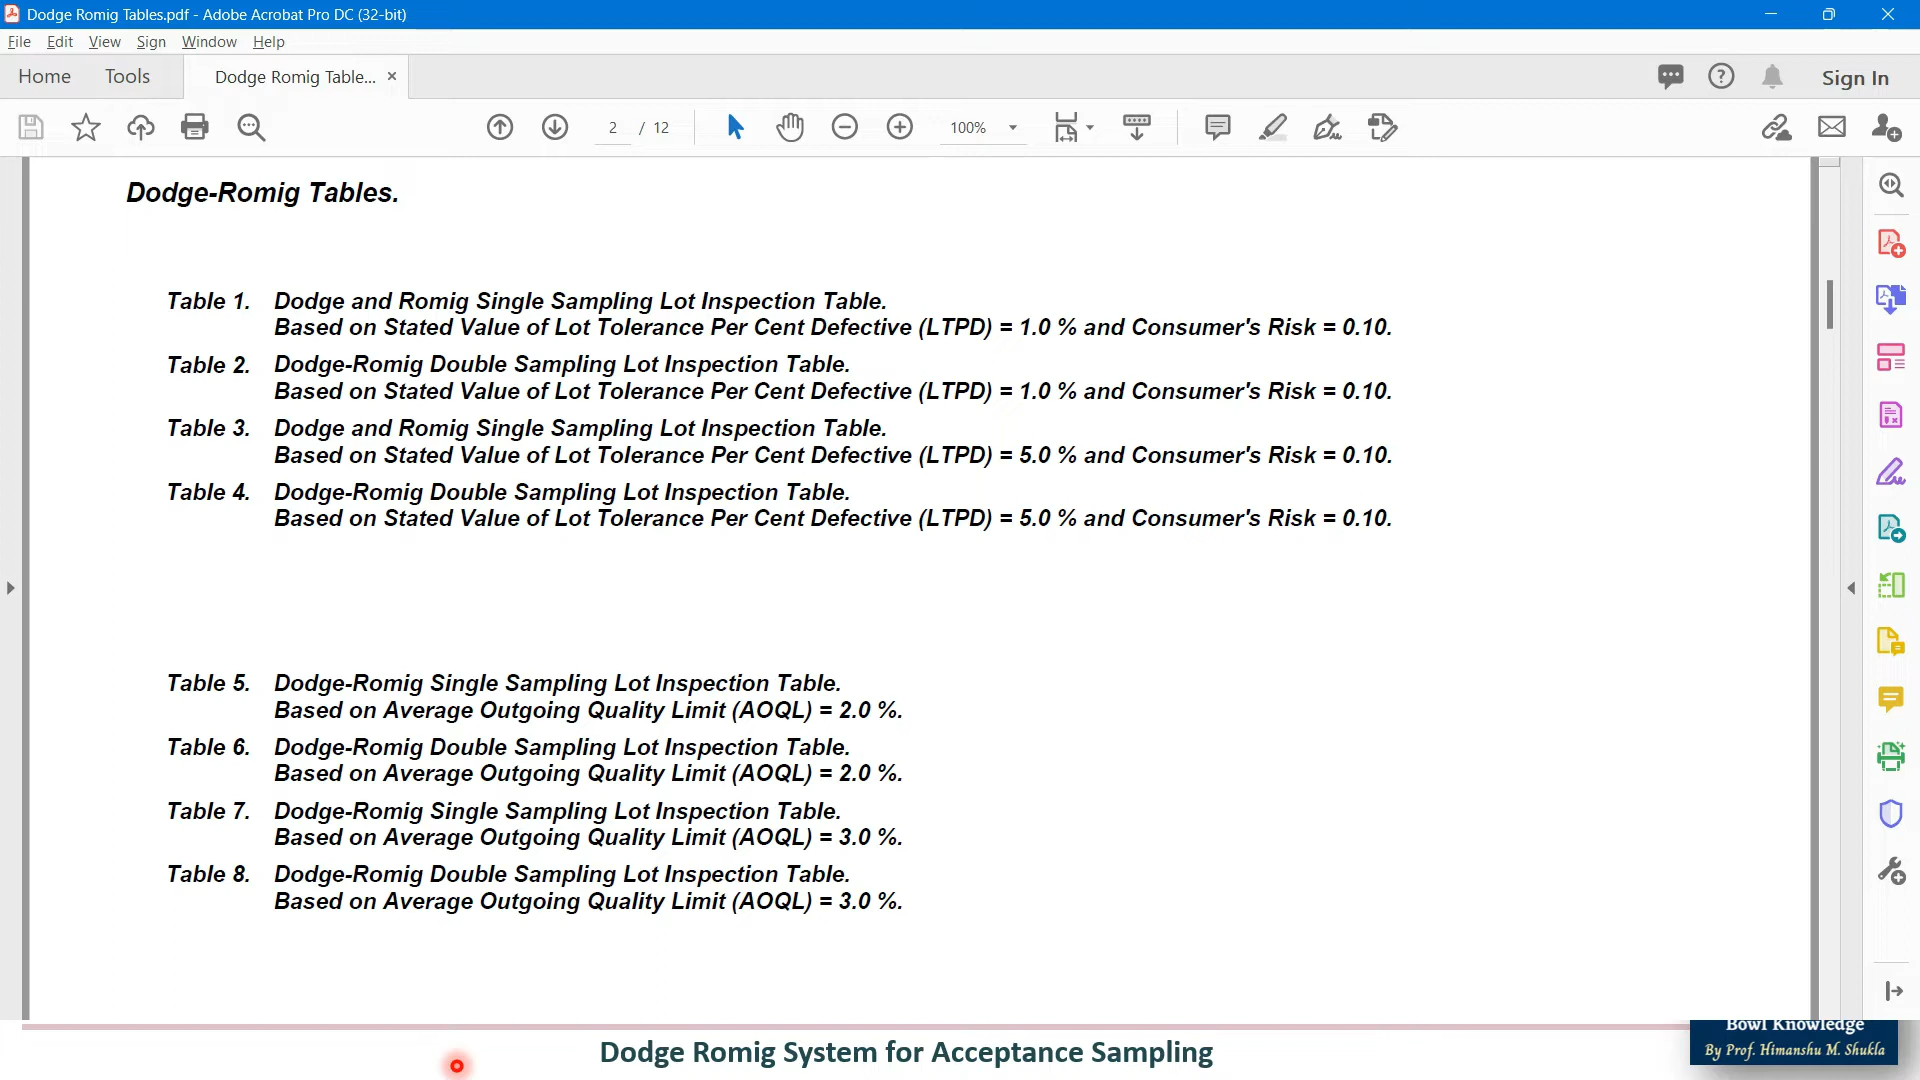 Dodge Romig Tables.pdf - Adobe Acrobat Pro DC (32-bit)
File Edit View Sign Window Help
Home Tools Dodge Romig Table... × Sign In
2 / 12 100%
Dodge-Romig Tables.
Table 1. Dodge and Romig Single Sampling Lot Inspection Table.
Based on Stated Value of Lot Tolerance Per Cent Defective (LTPD) = 1.0 % and Consumer's Risk = 0.10.
Table 2. Dodge-Romig Double Sampling Lot Inspection Table.
Based on Stated Value of Lot Tolerance Per Cent Defective (LTPD) = 1.0 % and Consumer's Risk = 0.10.
Table 3. Dodge and Romig Single Sampling Lot Inspection Table.
Based on Stated Value of Lot Tolerance Per Cent Defective (LTPD) = 5.0 % and Consumer's Risk = 0.10.
Table 4. Dodge-Romig Double Sampling Lot Inspection Table.
Based on Stated Value of Lot Tolerance Per Cent Defective (LTPD) = 5.0 % and Consumer's Risk = 0.10.
Table 5. Dodge-Romig Single Sampling Lot Inspection Table.
Based on Average Outgoing Quality Limit (AOQL) = 2.0 %.
Table 6. Dodge-Romig Double Sampling Lot Inspection Table.
Based on Average Outgoing Quality Limit (AOQL) = 2.0 %.
Table 7. Dodge-Romig Single Sampling Lot Inspection Table.
Based on Average Outgoing Quality Limit (AOQL) = 3.0 %.
Table 8. Dodge-Romig Double Sampling Lot Inspection Table.
Based on Average Outgoing Quality Limit (AOQL) = 3.0 %.
Bowl Knowledge
By Prof. Himanshu M. Shukla
Dodge Romig System for Acceptance Sampling